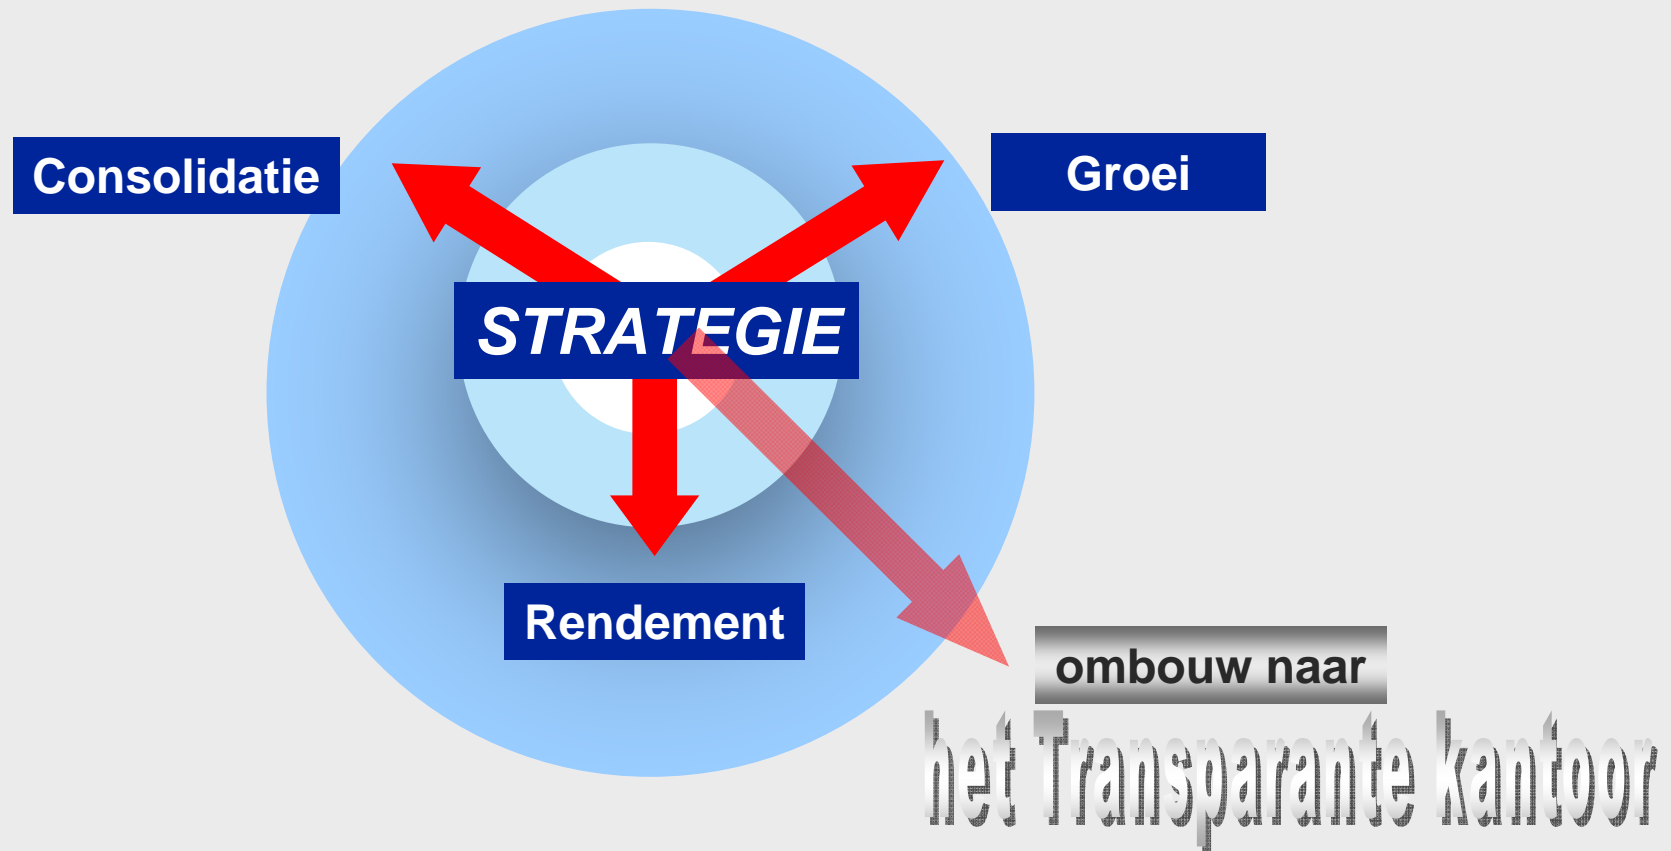 Consolidatie
Groei
STRATEGIE
Rendement
ombouw naar
het Transparante kantoor